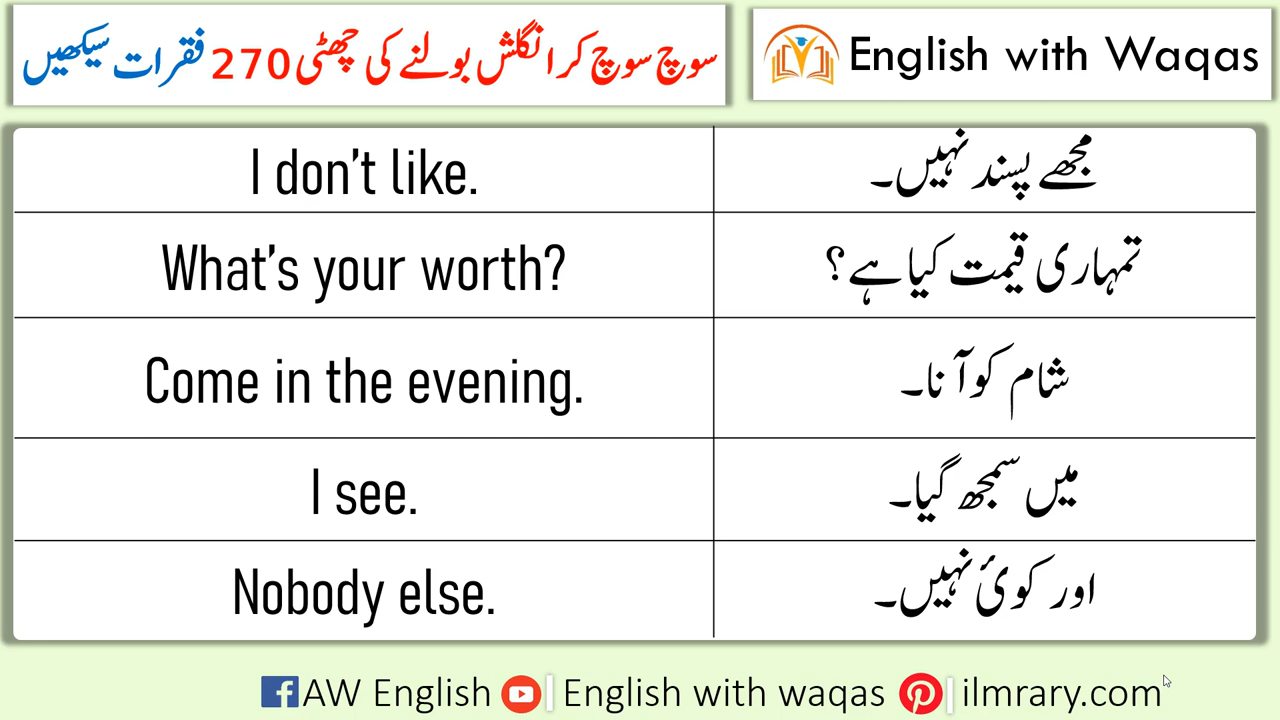 سوچ سوچ کر انگلش بولنے کی چھٹی 270 فقرات سیکھیں
English with Waqas
I don't like.
مجھے پسند نہیں۔
What's your worth?
تمہاری قیمت کیا ہے؟
Come in the evening.
شام کو آنا۔
I see.
میں سمجھ گیا۔
Nobody else.
اور کوئی نہیں۔
AW English | English with waqas | ilmrary.com